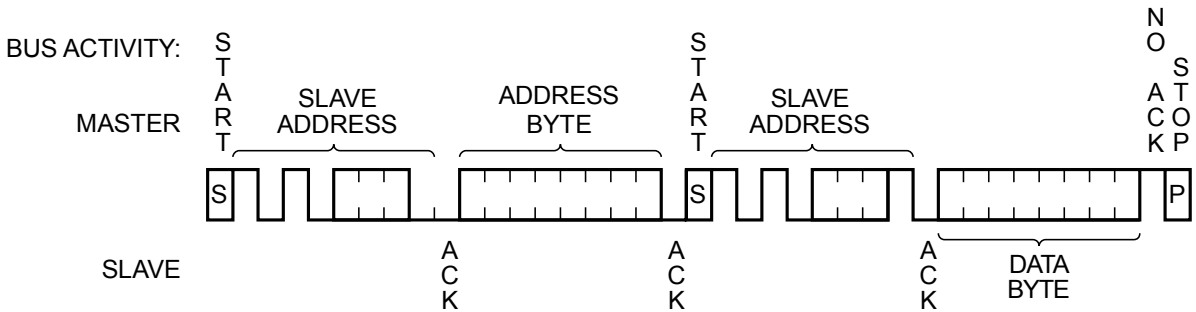 BUS ACTIVITY:
MASTER
START
SLAVE
ADDRESS
ADDRESS
BYTE
START
SLAVE
ADDRESS
NO ACK
STOP
S
S
P
SLAVE
ACK
ACK
ACK
DATA
BYTE